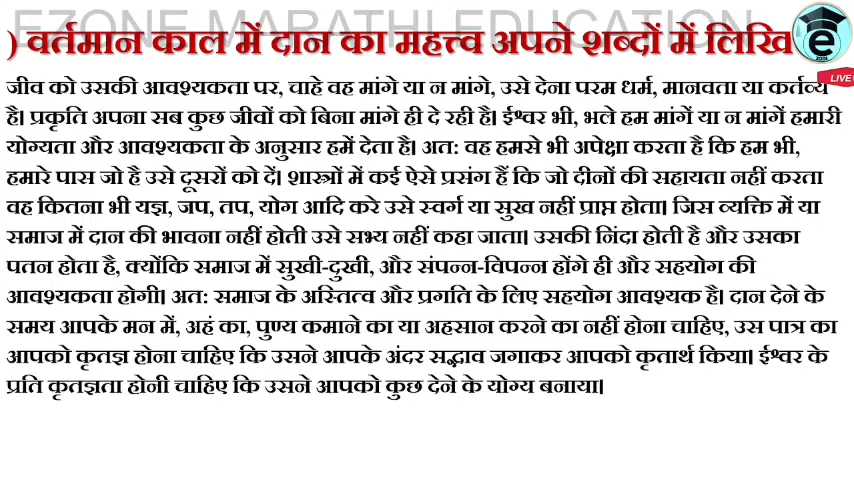 EZONE MARATHI EDUCATION
) वर्तमान काल में दान का महत्त्व अपने शब्दों में लिखि
e
EZONE
LIVE
जीव को उसकी आवश्यकता पर, चाहे वह मांगे या न मांगे, उसे देना परम धर्म, मानवता या कर्तव्य
है। प्रकृति अपना सब कुछ जीवों को बिना मांगे ही दे रही है। ईश्वर भी, भले हम मांगें या न मांगें हमारी
योग्यता और आवश्यकता के अनुसार हमें देता है। अत: वह हमसे भी अपेक्षा करता है कि हम भी,
हमारे पास जो है उसे दूसरों को दें। शास्त्रों में कई ऐसे प्रसंग हैं कि जो दीनों की सहायता नहीं करता
वह कितना भी यज्ञ, जप, तप, योग आदि करे उसे स्वर्ग या सुख नहीं प्राप्त होता। जिस व्यक्ति में या
समाज में दान की भावना नहीं होती उसे सभ्य नहीं कहा जाता। उसकी निंदा होती है और उसका
पतन होता है, क्योंकि समाज में सुखी-दुखी, और संपन्न-विपन्न होंगे ही और सहयोग की
आवश्यकता होगी। अत: समाज के अस्तित्व और प्रगति के लिए सहयोग आवश्यक है। दान देने के
समय आपके मन में, अहं का, पुण्य कमाने का या अहसान करने का नहीं होना चाहिए, उस पात्र का
आपको कृतज्ञ होना चाहिए कि उसने आपके अंदर सद्भाव जगाकर आपको कृतार्थ किया। ईश्वर के
प्रति कृतज्ञता होनी चाहिए कि उसने आपको कुछ देने के योग्य बनाया।